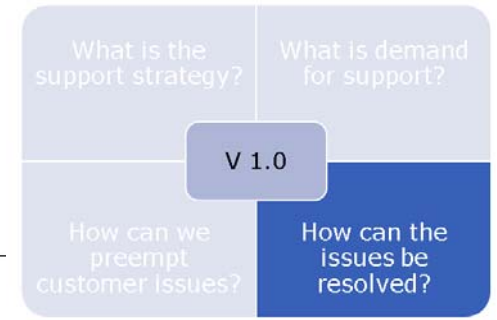 What is the
support strategy?
What is demand
for support?
V 1.0
How can we
preempt
customer issues?
How can the
issues be
resolved?